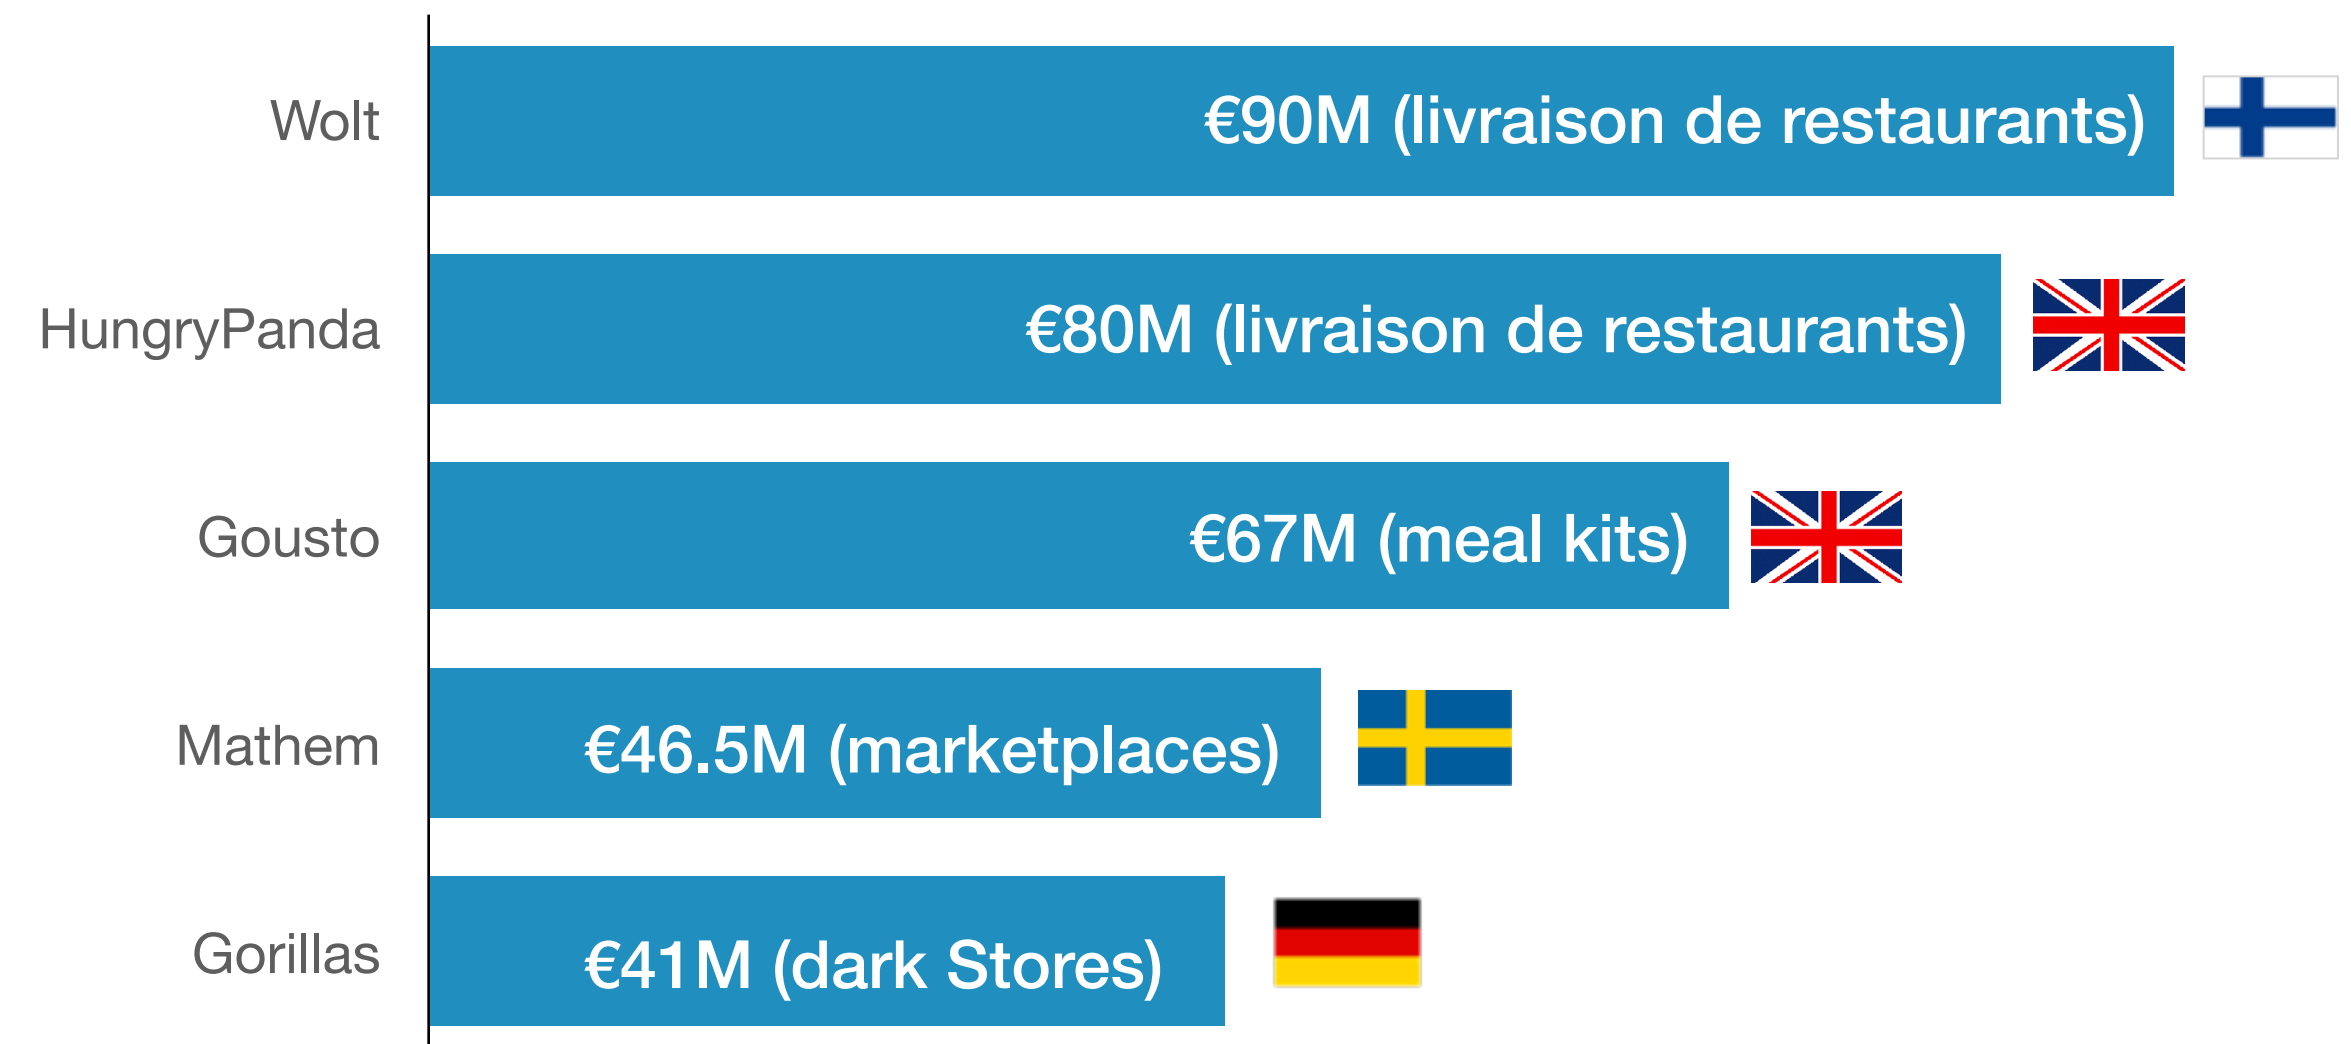 Wolt
€90M (livraison de restaurants)
HungryPanda
€80M (livraison de restaurants)
Gousto
€67M (meal kits)
Mathem
€46.5M (marketplaces)
Gorillas
€41M (dark Stores)